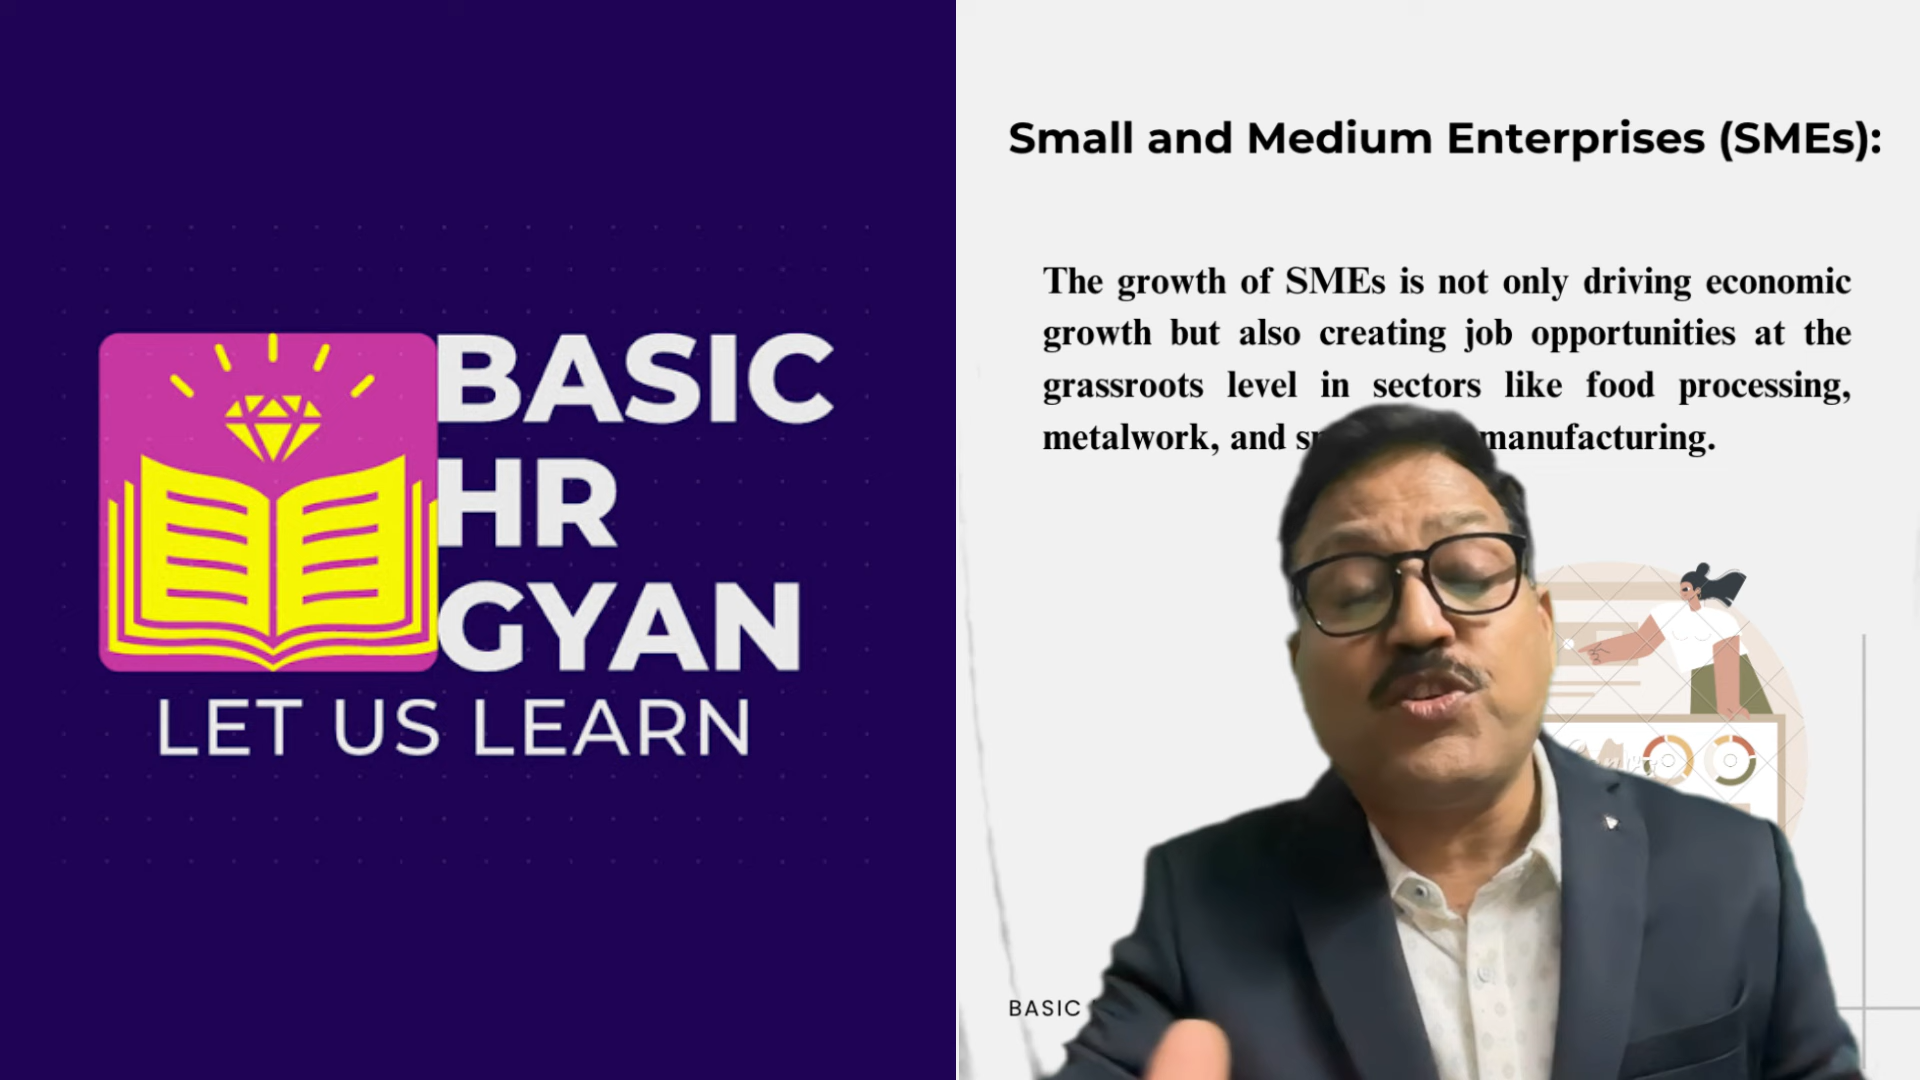 BASIC
HR
GYAN
LET US LEARN
Small and Medium Enterprises (SMEs):
The growth of SMEs is not only driving economic
growth but also creating job opportunities at the
grassroots level in sectors like food processing,
metalwork, and manufacturing.
BASIC